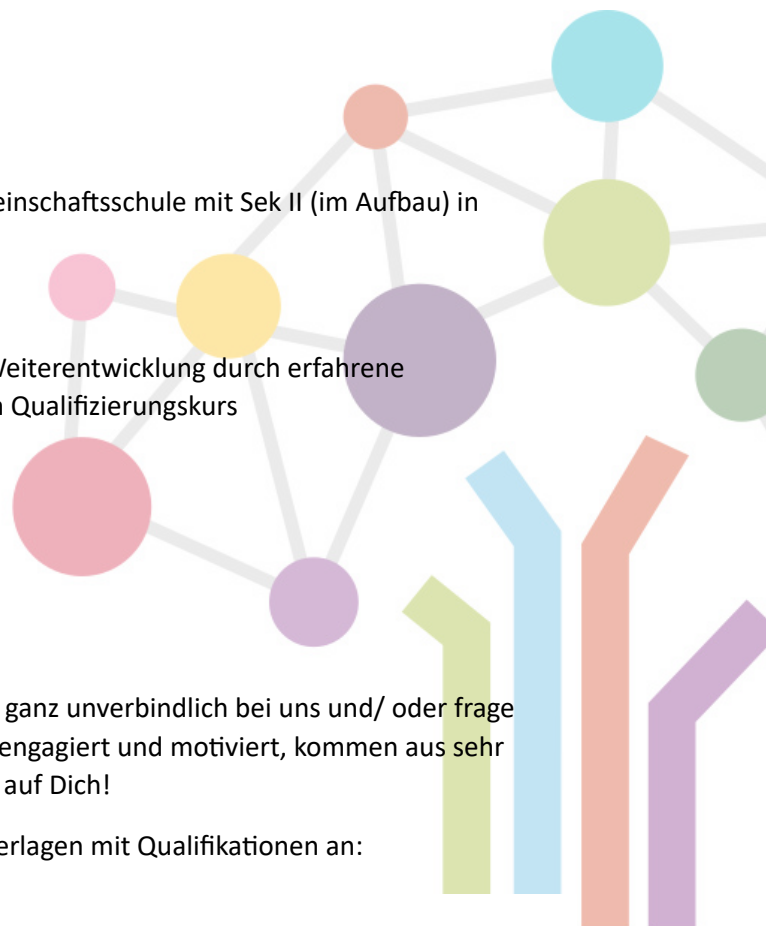 einschaftsschule mit Sek II (im Aufbau) in
Weiterentwicklung durch erfahrene
n Qualifizierungskurs
ganz unverbindlich bei uns und/ oder frage
engagiert und motiviert, kommen aus sehr
auf Dich!
erlagen mit Qualifikationen an: